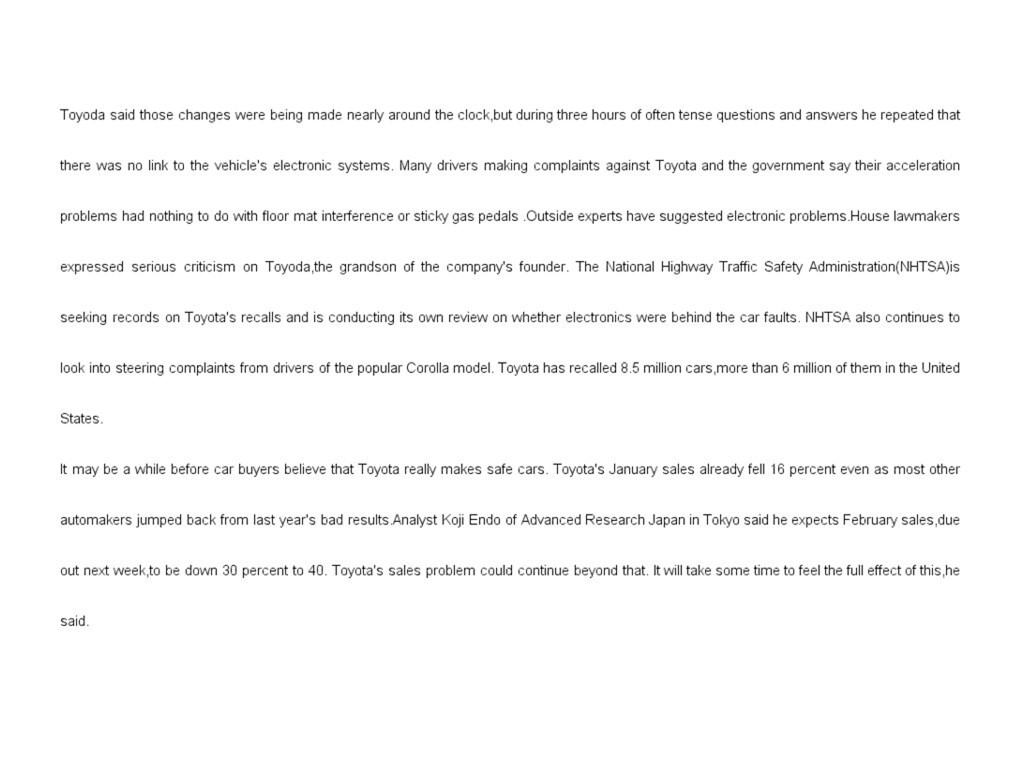 Toyoda said those changes were being made nearly around the clock,but during three hours of often tense questions and answers he repeated that
there was no link to the vehicle's electronic systems. Many drivers making complaints against Toyota and the government say their acceleration
problems had nothing to do with floor mat interference or sticky gas pedals .Outside experts have suggested electronic problems.House lawmakers
expressed serious criticism on Toyoda,the grandson of the company's founder. The National Highway Traffic Safety Administration(NHTSA)is
seeking records on Toyota's recalls and is conducting its own review on whether electronics were behind the car faults. NHTSA also continues to
look into steering complaints from drivers of the popular Corolla model. Toyota has recalled 8.5 million cars,more than 6 million of them in the United
States.
It may be a while before car buyers believe that Toyota really makes safe cars. Toyota's January sales already fell 16 percent even as most other
automakers jumped back from last year's bad results.Analyst Koji Endo of Advanced Research Japan in Tokyo said he expects February sales,due
out next week,to be down 30 percent to 40. Toyota's sales problem could continue beyond that. It will take some time to feel the full effect of this,he
said.